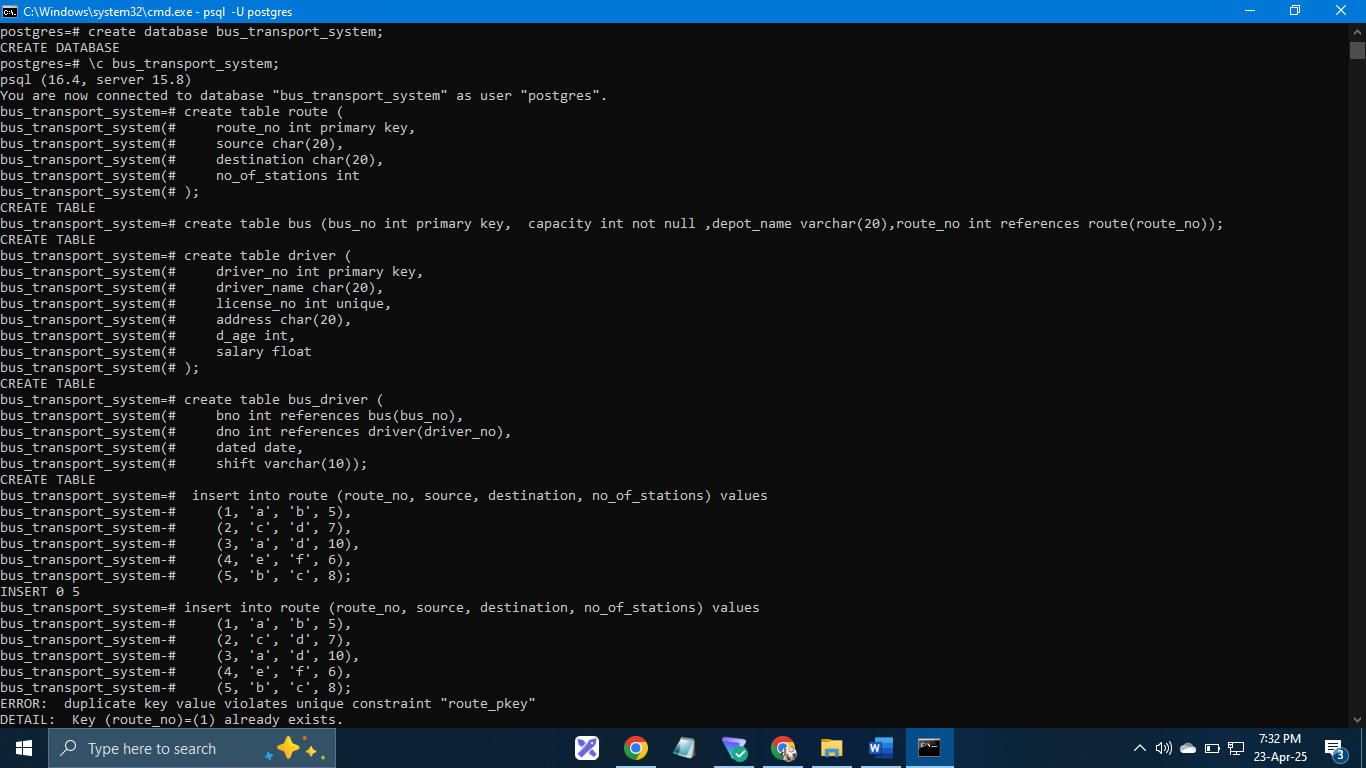 C:\Windows\system32\cmd.exe - psql -U postgres
postgres=# create database bus_transport_system;
CREATE DATABASE
postgres=# \c bus_transport_system;
psql (16.4, server 15.8)
You are now connected to database "bus_transport_system" as user "postgres".
bus_transport_system=# create table route (
bus_transport_system(#     route_no int primary key,
bus_transport_system(#     source char(20),
bus_transport_system(#     destination char(20),
bus_transport_system(#     no_of_stations int
bus_transport_system(# );
CREATE TABLE
bus_transport_system=# create table bus (bus_no int primary key,  capacity int not null ,depot_name varchar(20),route_no int references route(route_no));
CREATE TABLE
bus_transport_system=# create table driver (
bus_transport_system(#     driver_no int primary key,
bus_transport_system(#     driver_name char(20),
bus_transport_system(#     license_no int unique,
bus_transport_system(#     address char(20),
bus_transport_system(#     d_age int,
bus_transport_system(#     salary float
bus_transport_system(# );
CREATE TABLE
bus_transport_system=# create table bus_driver (
bus_transport_system(#     bno int references bus(bus_no),
bus_transport_system(#     dno int references driver(driver_no),
bus_transport_system(#     dated date,
bus_transport_system(#     shift varchar(10));
CREATE TABLE
bus_transport_system=#  insert into route (route_no, source, destination, no_of_stations) values
bus_transport_system-#     (1, 'a', 'b', 5),
bus_transport_system-#     (2, 'c', 'd', 7),
bus_transport_system-#     (3, 'a', 'd', 10),
bus_transport_system-#     (4, 'e', 'f', 6),
bus_transport_system-#     (5, 'b', 'c', 8);
INSERT 0 5
bus_transport_system=# insert into route (route_no, source, destination, no_of_stations) values
bus_transport_system-#     (1, 'a', 'b', 5),
bus_transport_system-#     (2, 'c', 'd', 7),
bus_transport_system-#     (3, 'a', 'd', 10),
bus_transport_system-#     (4, 'e', 'f', 6),
bus_transport_system-#     (5, 'b', 'c', 8);
ERROR:  duplicate key value violates unique constraint "route_pkey"
DETAIL:  Key (route_no)=(1) already exists.
Type here to search
7:32 PM
23-Apr-25
3